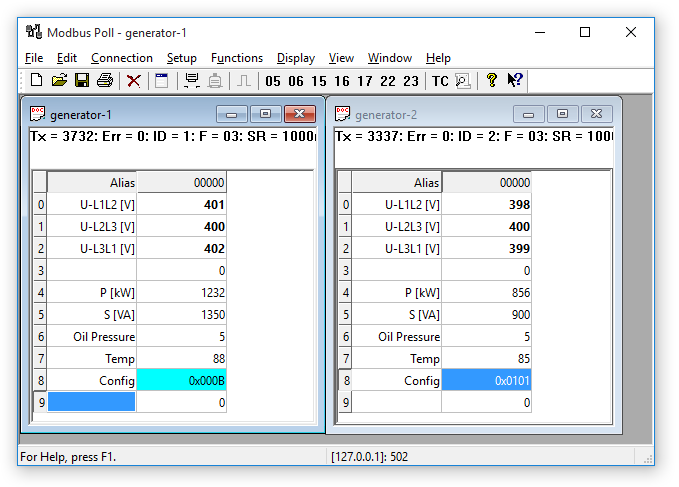 Modbus Poll - generator-1
File Edit Connection Setup Functions Display View Window Help
05 06 15 16 17 22 23 TC
generator-1
Tx = 3732: Err = 0: ID = 1: F = 03: SR = 1000
Alias 00000
0 U-L1L2 [V] 401
1 U-L2L3 [V] 400
2 U-L3L1 [V] 402
3 0
4 P [kW] 1232
5 S [VA] 1350
6 Oil Pressure 5
7 Temp 88
8 Config 0x000B
9 0
generator-2
Tx = 3337: Err = 0: ID = 2: F = 03: SR = 100
Alias 00000
0 U-L1L2 [V] 398
1 U-L2L3 [V] 400
2 U-L3L1 [V] 399
3 0
4 P [kW] 856
5 S [VA] 900
6 Oil Pressure 5
7 Temp 85
8 Config 0x0101
9 0
For Help, press F1.
[127.0.0.1]: 502